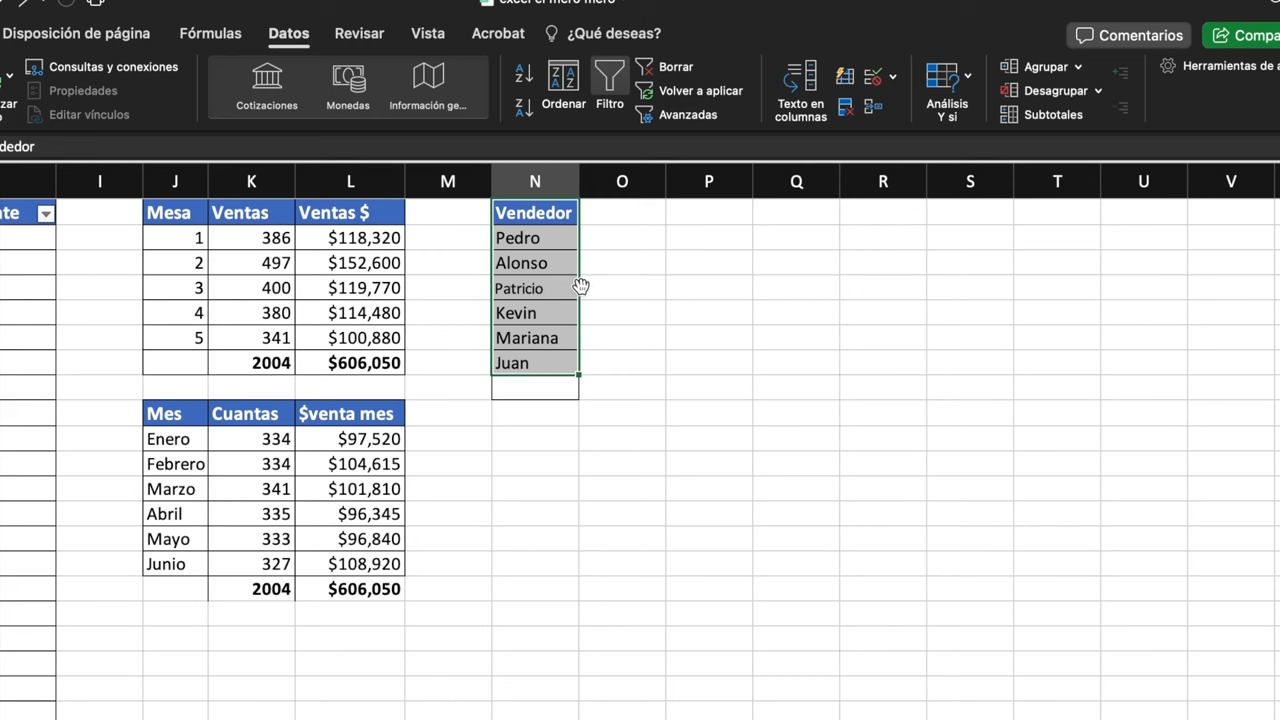 excel el mero mero
Disposición de página Fórmulas Datos Revisar Vista Acrobat ¿Qué deseas? Comentarios
Consultas y conexiones
Propiedades
Editar vínculos
Cotizaciones Monedas Información ge...
Ordenar Filtro
Borrar
Volver a aplicar
Avanzadas
Texto en columnas
Análisis Y si
Agrupar
Desagrupar
Subtotales
Herramientas de
I J K L M N O P Q R S T U V
Mesa Ventas Ventas $ Vendedor
1 386 $118,320 Pedro
2 497 $152,600 Alonso
3 400 $119,770 Patricio
4 380 $114,480 Kevin
5 341 $100,880 Mariana
2004 $606,050 Juan
Mes Cuantas $venta mes
Enero 334 $97,520
Febrero 334 $104,615
Marzo 341 $101,810
Abril 335 $96,345
Mayo 333 $96,840
Junio 327 $108,920
2004 $606,050